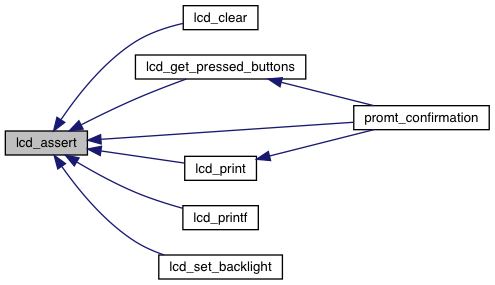 lcd_clear
lcd_get_pressed_buttons
promt_confirmation
lcd_assert
lcd_print
lcd_printf
lcd_set_backlight